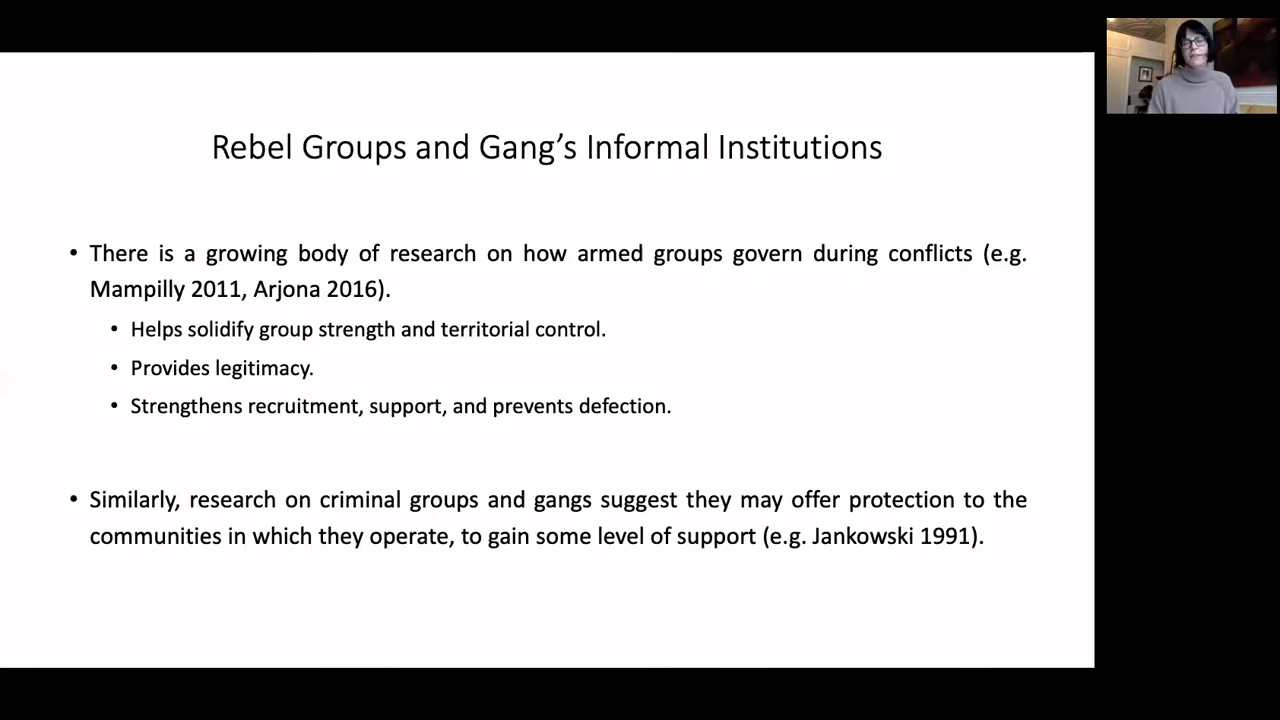 Rebel Groups and Gang’s Informal Institutions
• There is a growing body of research on how armed groups govern during conflicts (e.g.
Mampilly 2011, Arjona 2016).
• Helps solidify group strength and territorial control.
• Provides legitimacy.
• Strengthens recruitment, support, and prevents defection.
• Similarly, research on criminal groups and gangs suggest they may offer protection to the
communities in which they operate, to gain some level of support (e.g. Jankowski 1991).